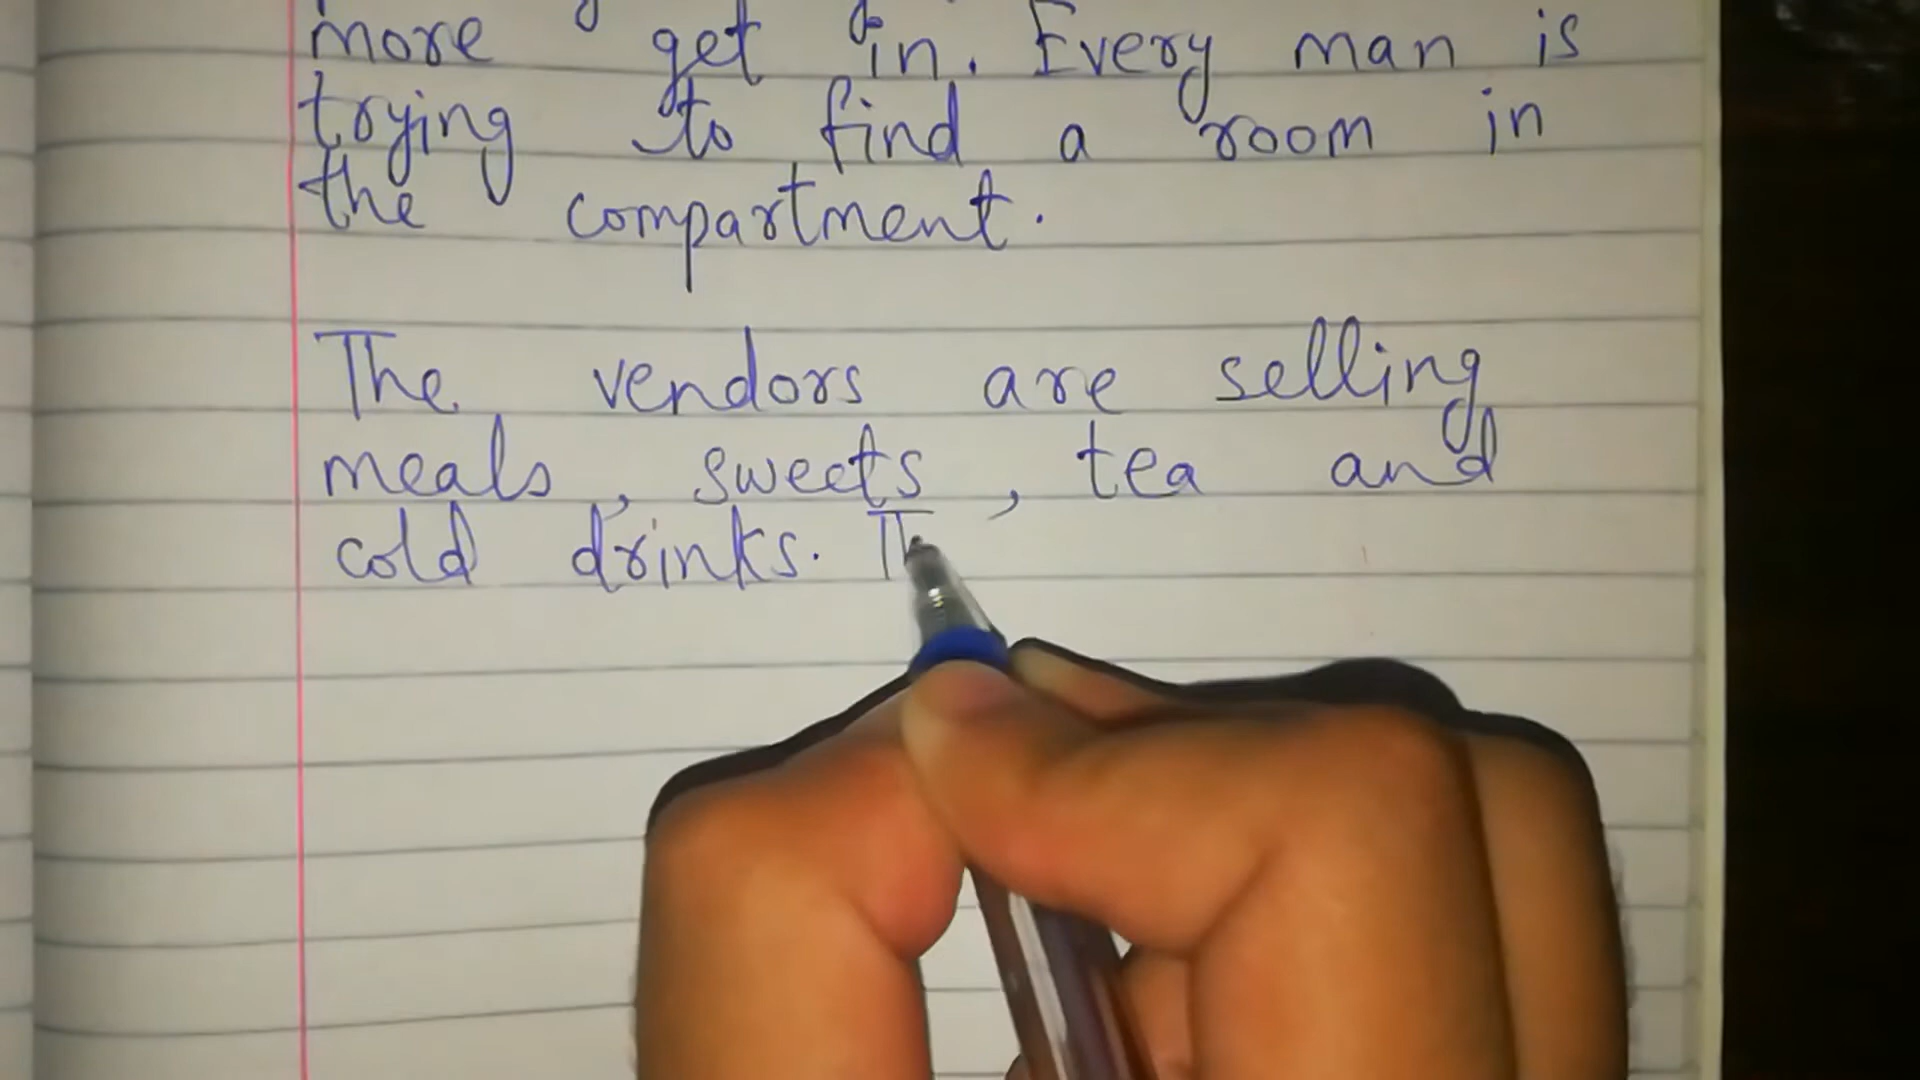 more get in. Every man is
trying to find a room in
the compartment.
The vendors are selling
meals, sweets, tea and
cold drinks. Th